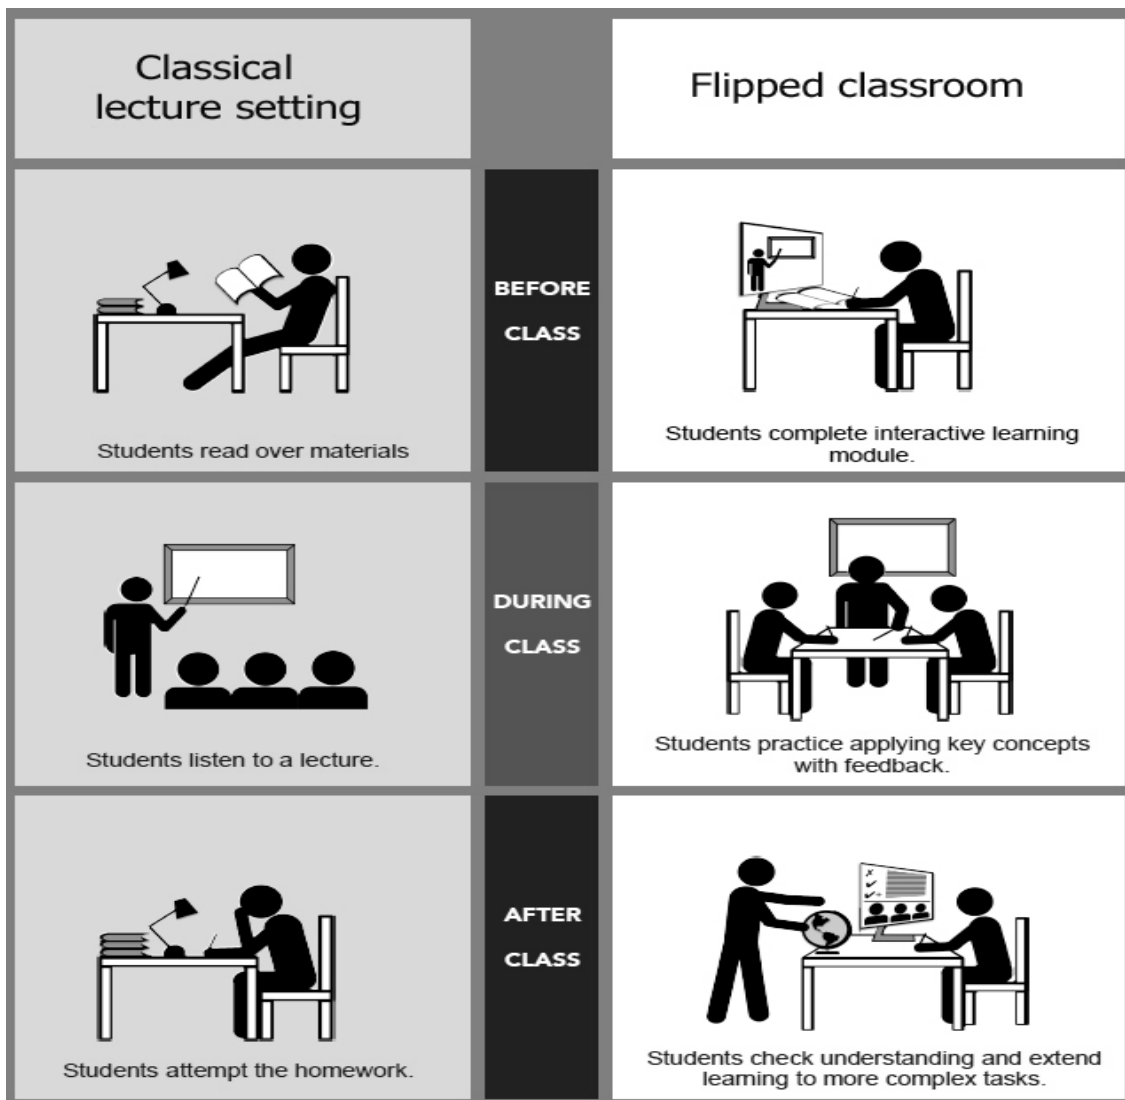 Classical
lecture setting
Flipped classroom
BEFORE
CLASS
Students read over materials
Students complete interactive learning
module.
DURING
CLASS
Students listen to a lecture.
Students practice applying key concepts
with feedback.
AFTER
CLASS
Students attempt the homework.
Students check understanding and extend
learning to more complex tasks.